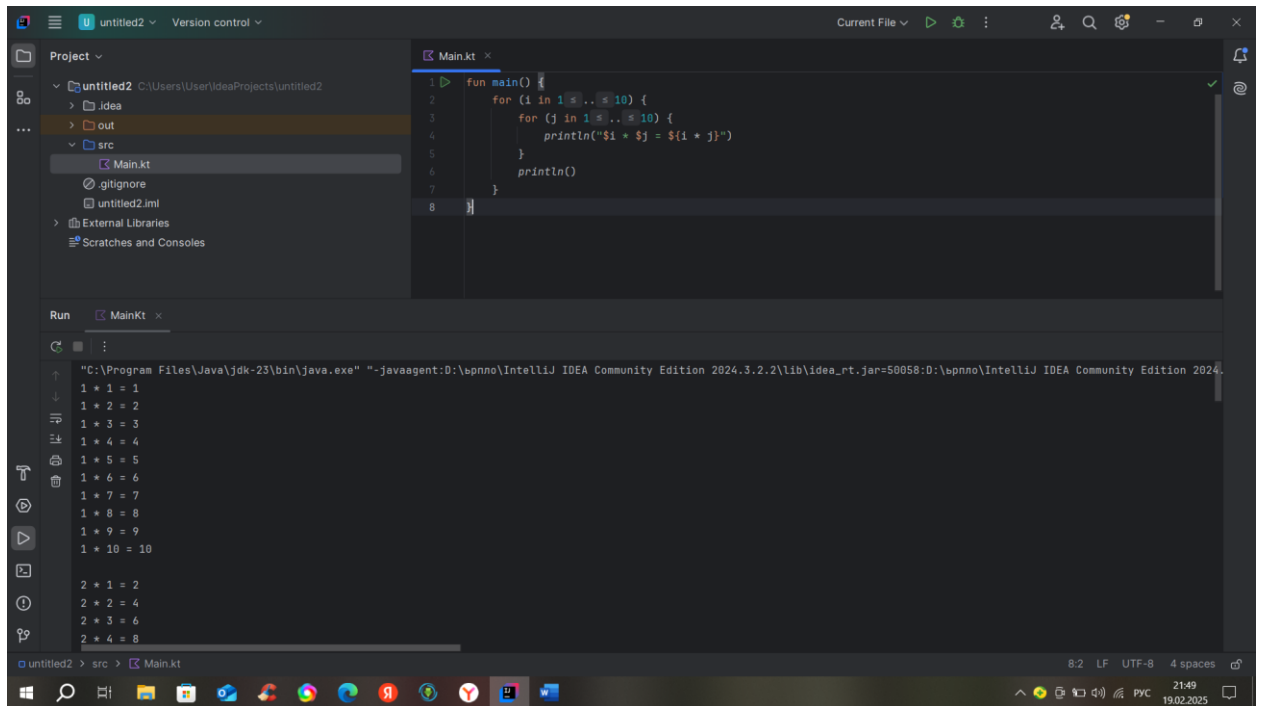 U untitled2 Version control Current File
Project
Main.kt
untitled2 C:\Users\User\IdeaProjects\untitled2
.idea
out
src
Main.kt
.gitignore
untitled2.iml
External Libraries
Scratches and Consoles
1 fun main() {
2 for (i in 1 ≤ .. ≤ 10) {
3 for (j in 1 ≤ .. ≤ 10) {
4 println("$i * $j = ${i * j}")
5 }
6 println()
7 }
8 }
Run MainKt
"C:\Program Files\Java\jdk-23\bin\java.exe" "-javaagent:D:\ьрпло\IntelliJ IDEA Community Edition 2024.3.2.2\lib\idea_rt.jar=50058:D:\ьрпло\IntelliJ IDEA Community Edition 2024.
1 * 1 = 1
1 * 2 = 2
1 * 3 = 3
1 * 4 = 4
1 * 5 = 5
1 * 6 = 6
1 * 7 = 7
1 * 8 = 8
1 * 9 = 9
1 * 10 = 10
2 * 1 = 2
2 * 2 = 4
2 * 3 = 6
2 * 4 = 8
untitled2 > src > Main.kt 8:2 LF UTF-8 4 spaces
РУС 21:49
19.02.2025